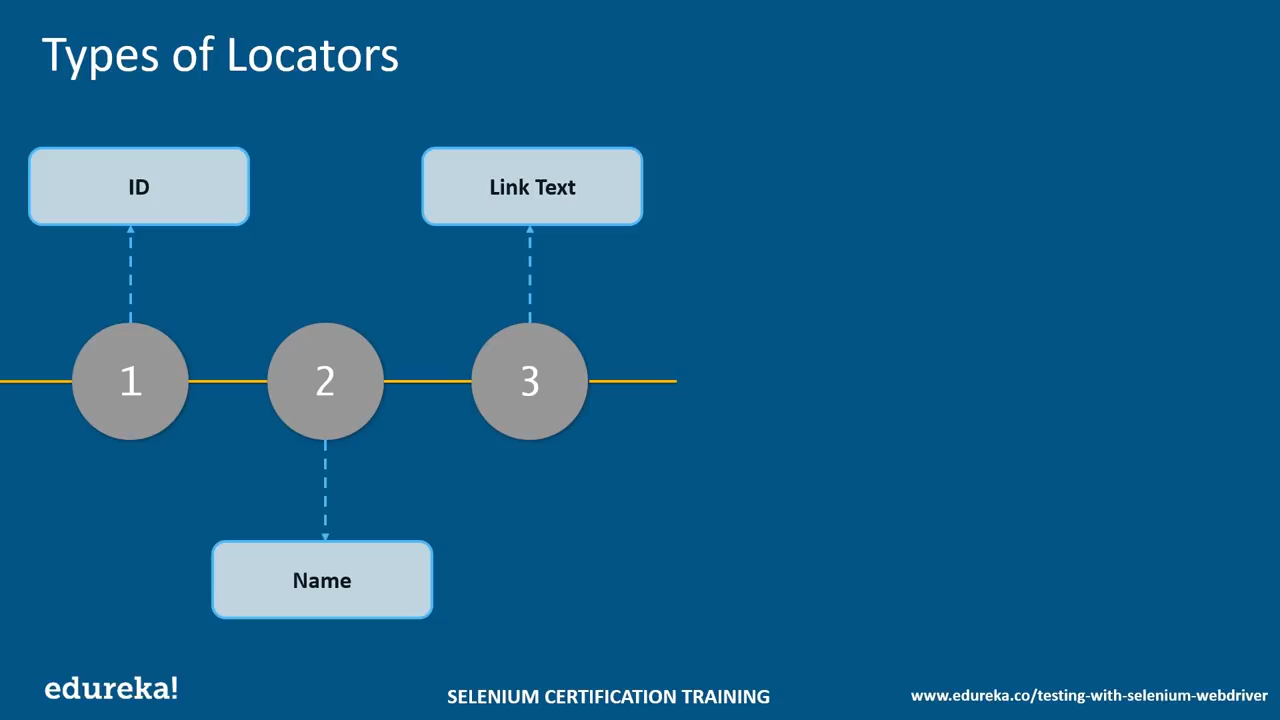 Types of Locators
ID
Link Text
1
2
3
Name
edureka!
SELENIUM CERTIFICATION TRAINING
www.edureka.co/testing-with-selenium-webdriver